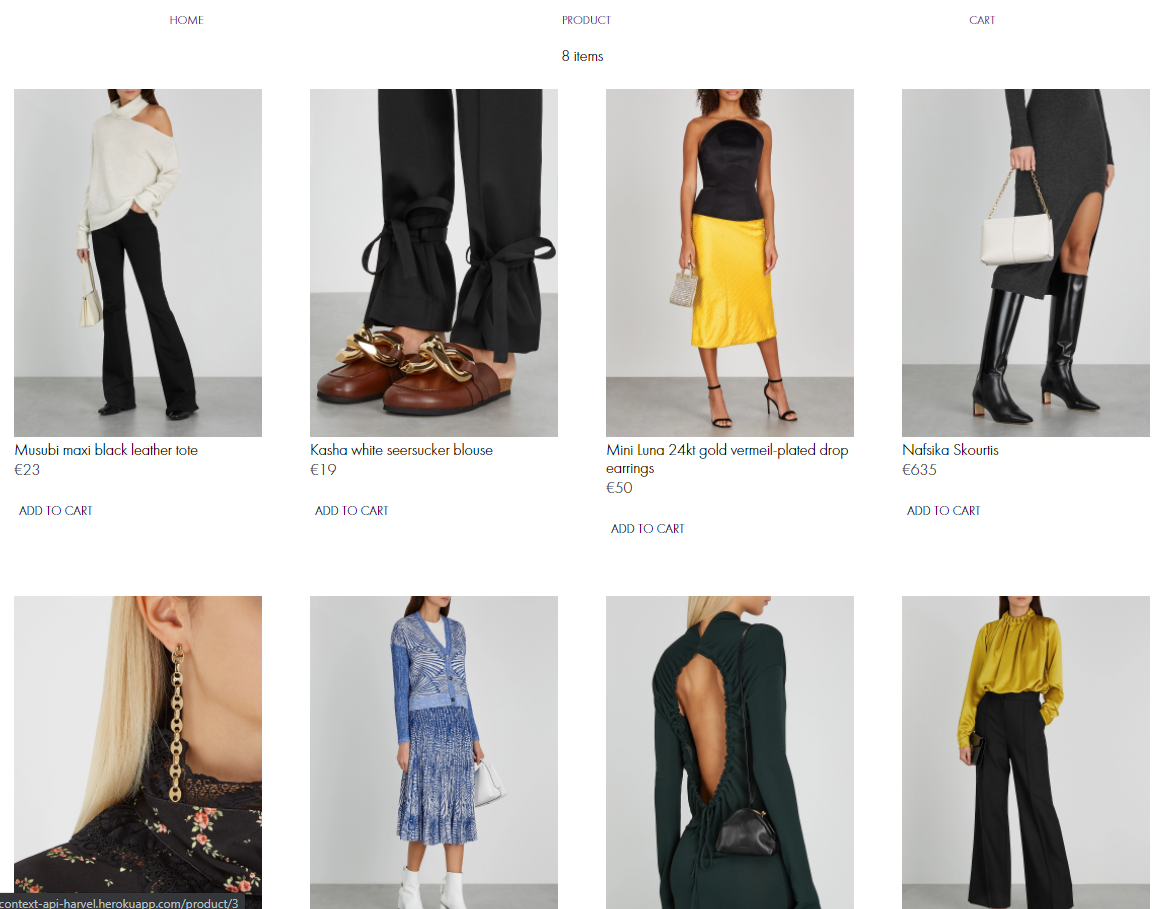 HOME
PRODUCT
CART
8 items
Musubi maxi black leather tote
€23
ADD TO CART
Kasha white seersucker blouse
€19
ADD TO CART
Mini Luna 24kt gold vermeil-plated drop
earrings
€50
ADD TO CART
Nafsika Skourtis
€635
ADD TO CART
context-api-harvel.herokuapp.com/product/3